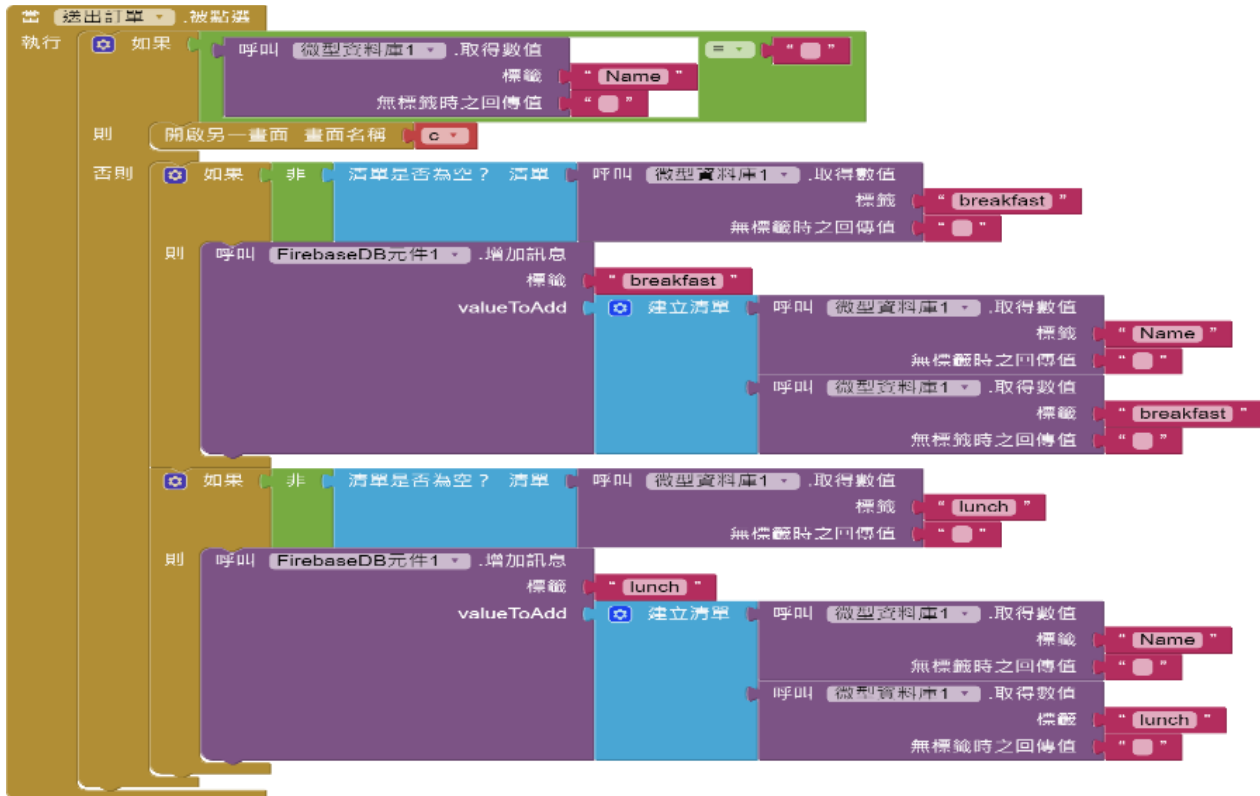 當 送出訂單 .被點選
執行 如果 呼叫 微型資料庫1 .取得數值 = " "
標籤 " Name "
無標籤時之回傳值 " "
則 開啟另一畫面 畫面名稱 c
否則 如果 非 清單是否為空? 清單 呼叫 微型資料庫1 .取得數值
標籤 " breakfast "
無標籤時之回傳值 " "
則 呼叫 FirebaseDB元件1 .增加訊息
標籤 " breakfast "
valueToAdd 建立清單 呼叫 微型資料庫1 .取得數值
標籤 " Name "
無標籤時之回傳值 " "
呼叫 微型資料庫1 .取得數值
標籤 " breakfast "
無標籤時之回傳值 " "
如果 非 清單是否為空? 清單 呼叫 微型資料庫1 .取得數值
標籤 " lunch "
無標籤時之回傳值 " "
則 呼叫 FirebaseDB元件1 .增加訊息
標籤 " lunch "
valueToAdd 建立清單 呼叫 微型資料庫1 .取得數值
標籤 " Name "
無標籤時之回傳值 " "
呼叫 微型資料庫1 .取得數值
標籤 " lunch "
無標籤時之回傳值 " "